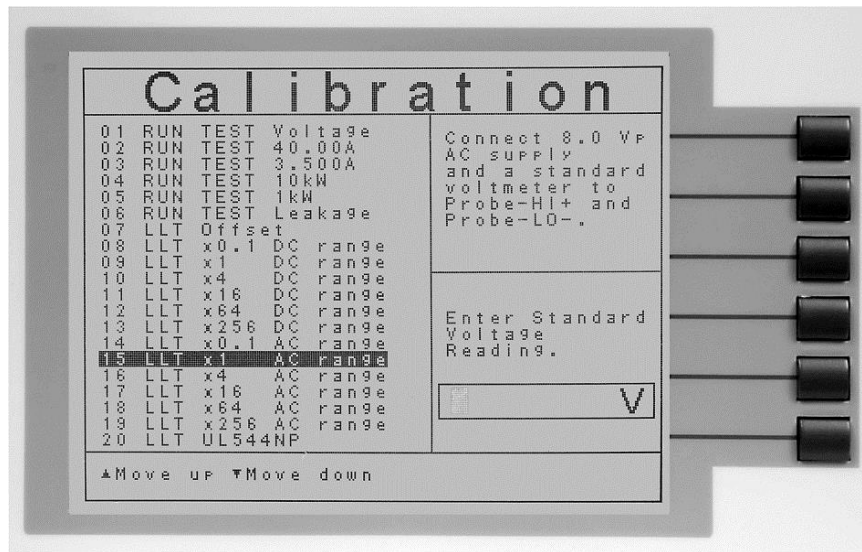 Calibration
01 RUN TEST Voltage
02 RUN TEST 40.00A
03 RUN TEST 3.500A
04 RUN TEST 10kW
05 RUN TEST 1kW
06 RUN TEST Leakage
07 LLT Offset
08 LLT x0.1 DC range
09 LLT x1 DC range
10 LLT x4 DC range
11 LLT x16 DC range
12 LLT x64 DC range
13 LLT x256 DC range
14 LLT x0.1 AC range
15 LLT x1 AC range
16 LLT x4 AC range
17 LLT x16 AC range
18 LLT x64 AC range
19 LLT x256 AC range
20 LLT UL544NP
Connect 8.0 Vp
AC supply
and a standard
voltmeter to
Probe-HI+ and
Probe-LO-.
Enter Standard
Voltage
Reading.
V
▲Move up ▼Move down